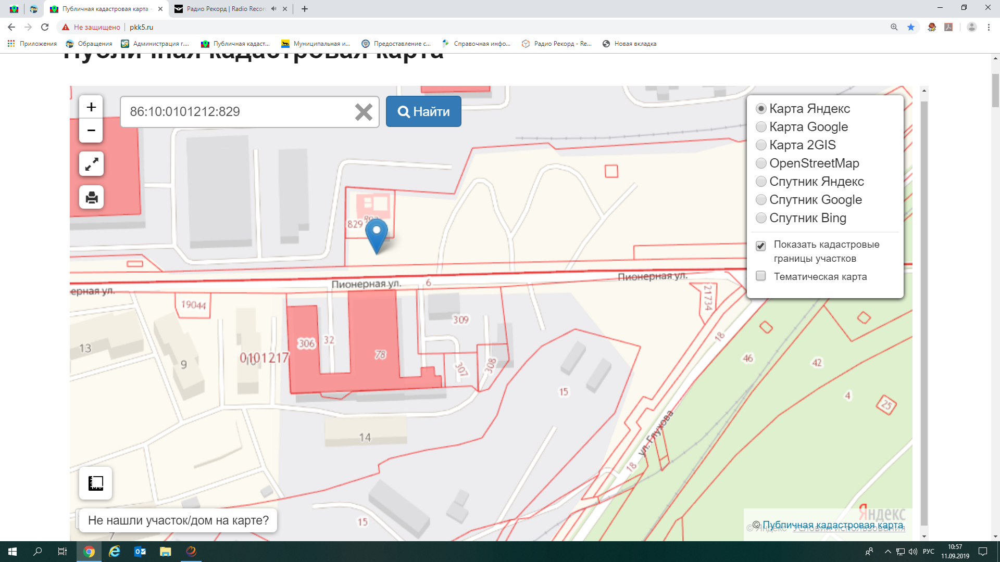 Публичная кадастровая карта
Радио Рекорд | Radio Recor
Не защищено
pkk5.ru
Приложения
Обращения
Администрация г....
Публичная кадаст...
Муниципальная и...
Предоставление с...
Справочная инфо...
Радио Рекорд - Re...
Новая вкладка
Публичная кадастровая карта
+
−
86:10:0101212:829
Найти
Карта Яндекс
Карта Google
Карта 2GIS
OpenStreetMap
Спутник Яндекс
Спутник Google
Спутник Bing
Показать кадастровые
границы участков
Тематическая карта
829
Пионерная ул.
6
Пионерная ул.
ерная ул.
19044
21734
309
306
32
78
307
308
13
9
0101217
18
46
42
4
25
15
14
ул. Глухова
18
15
7
Не нашли участок/дом на карте?
Яндекс
© Публичная кадастровая карта
© Яндекс Условия использования
РУС
10:57
11.09.2019